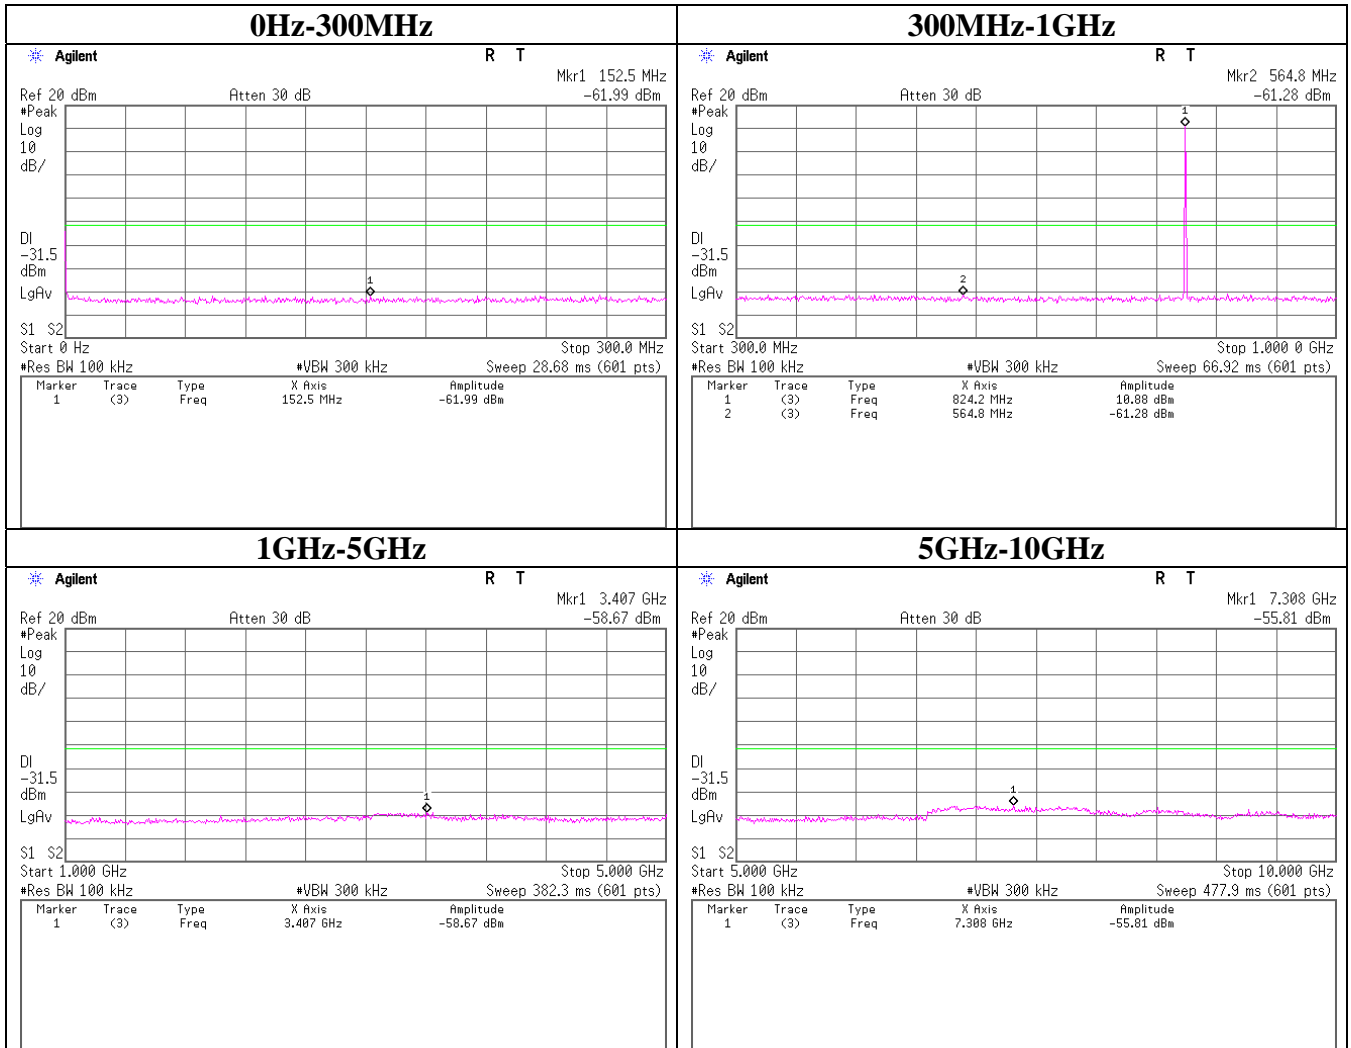 0Hz-300MHz
Agilent
R T
Mkr1 152.5 MHz
Ref 20 dBm Atten 30 dB -61.99 dBm
#Peak
Log
10
dB/
1
DI
-31.5
dBm
LgAv
S1 S2
Start 0 Hz Stop 300.0 MHz
#Res BW 100 kHz #VBW 300 kHz Sweep 28.68 ms (601 pts)
Marker Trace Type X Axis Amplitude
1 (3) Freq 152.5 MHz -61.99 dBm
300MHz-1GHz
Agilent
R T
Mkr2 564.8 MHz
Ref 20 dBm Atten 30 dB -61.28 dBm
#Peak
1
Log
10
dB/
DI
-31.5
dBm
2
LgAv
S1 S2
Start 300.0 MHz Stop 1.000 0 GHz
#Res BW 100 kHz #VBW 300 kHz Sweep 66.92 ms (601 pts)
Marker Trace Type X Axis Amplitude
1 (3) Freq 824.2 MHz 10.88 dBm
2 (3) Freq 564.8 MHz -61.28 dBm
1GHz-5GHz
Agilent
R T
Mkr1 3.407 GHz
Ref 20 dBm Atten 30 dB -58.67 dBm
#Peak
Log
10
dB/
DI
-31.5
dBm
1
LgAv
S1 S2
Start 1.000 GHz Stop 5.000 GHz
#Res BW 100 kHz #VBW 300 kHz Sweep 382.3 ms (601 pts)
Marker Trace Type X Axis Amplitude
1 (3) Freq 3.407 GHz -58.67 dBm
5GHz-10GHz
Agilent
R T
Mkr1 7.308 GHz
Ref 20 dBm Atten 30 dB -55.81 dBm
#Peak
Log
10
dB/
DI
-31.5
dBm
1
LgAv
S1 S2
Start 5.000 GHz Stop 10.000 GHz
#Res BW 100 kHz #VBW 300 kHz Sweep 477.9 ms (601 pts)
Marker Trace Type X Axis Amplitude
1 (3) Freq 7.308 GHz -55.81 dBm